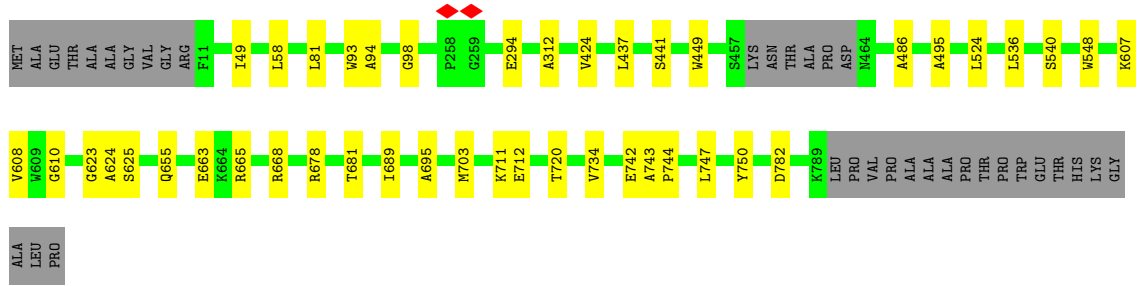 MET ALA GLU THR ALA ALA GLY VAL GLY ARG F11 I49 L58 L81 W93 A94 G98 P258 G259 E294 A312 V424 L437 S441 W449 S457 LYS ASN THR ALA PRO ASP N464 A486 A495 L524 L536 S540 W548 K607
V608 W609 G610 G623 A624 S625 Q655 E663 K664 R665 R668 R678 T681 I689 A695 M703 K711 E712 T720 V734 E742 A743 P744 L747 Y750 D782 K789 LEU PRO VAL PRO ALA ALA ALA PRO THR PRO TRP GLU THR HIS LYS GLY
ALA LEU PRO